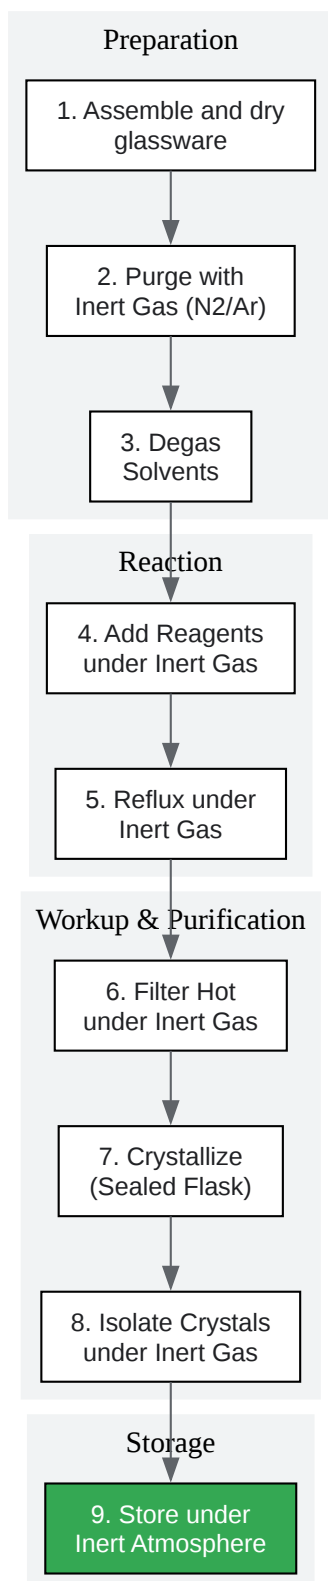 Preparation
1. Assemble and dry
glassware
2. Purge with
Inert Gas (N2/Ar)
3. Degas
Solvents
Reaction
4. Add Reagents
under Inert Gas
5. Reflux under
Inert Gas
Workup & Purification
6. Filter Hot
under Inert Gas
7. Crystallize
(Sealed Flask)
8. Isolate Crystals
under Inert Gas
Storage
9. Store under
Inert Atmosphere